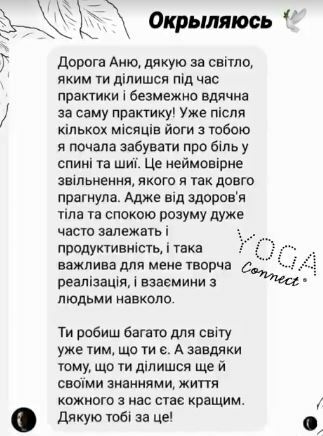 Окрыляюсь 🕊️
Дорога Аню, дякую за світло,
яким ти ділишся під час
практики і безмежно вдячна
за саму практику! Уже після
кількох місяців йоги з тобою
я почала забувати про біль у
спині та шиї. Це неймовірне
звільнення, якого я так довго
прагнула. Адже від здоров'я
тіла та спокою розуму дуже
часто залежать і
продуктивність, і така
важлива для мене творча
реалізація, і взаємини з
людьми навколо.
YOGA
Connect
Ти робиш багато для світу
уже тим, що ти є. А завдяки
тому, що ти ділишся ще й
своїми знаннями, життя
кожного з нас стає кращим.
Дякую тобі за це!